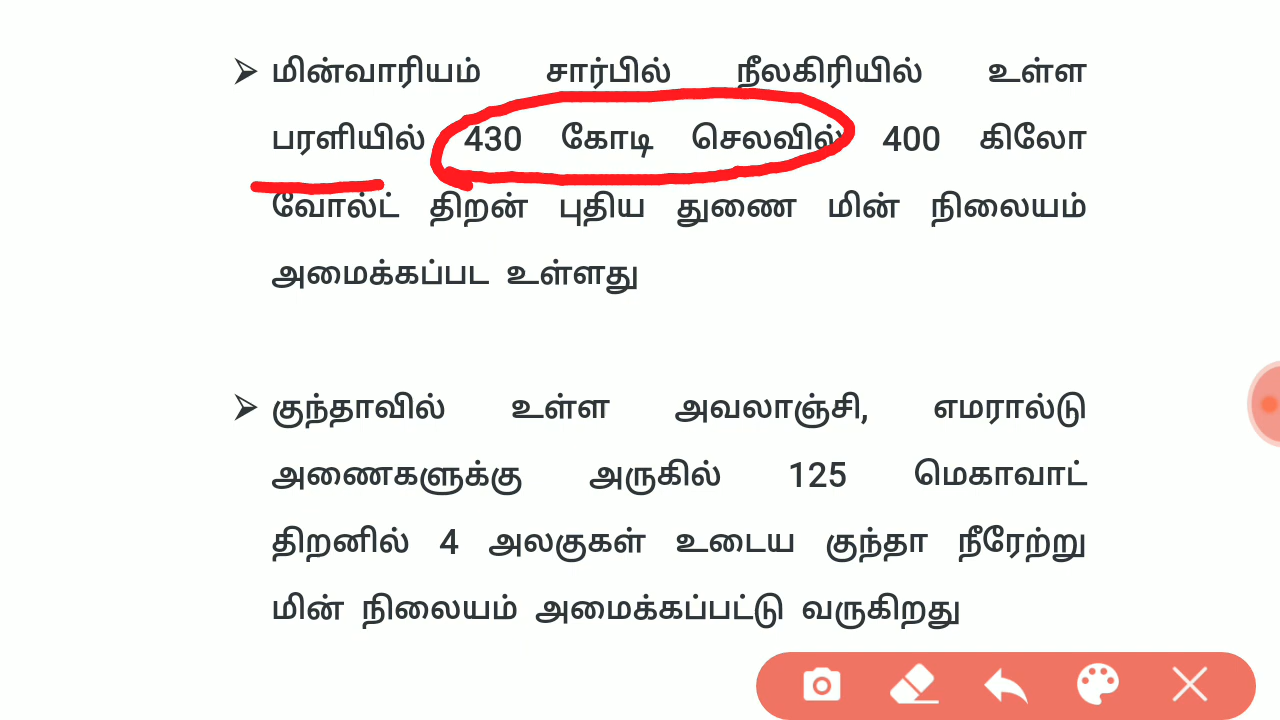 மின்வாரியம் சார்பில் நீலகிரியில் உள்ள
பரளியில் 430 கோடி செலவில் 400 கிலோ
வோல்ட் திறன் புதிய துணை மின் நிலையம்
அமைக்கப்பட உள்ளது
குந்தாவில் உள்ள அவலாஞ்சி, எமரால்டு
அணைகளுக்கு அருகில் 125 மெகாவாட்
திறனில் 4 அலகுகள் உடைய குந்தா நீரேற்று
மின் நிலையம் அமைக்கப்பட்டு வருகிறது